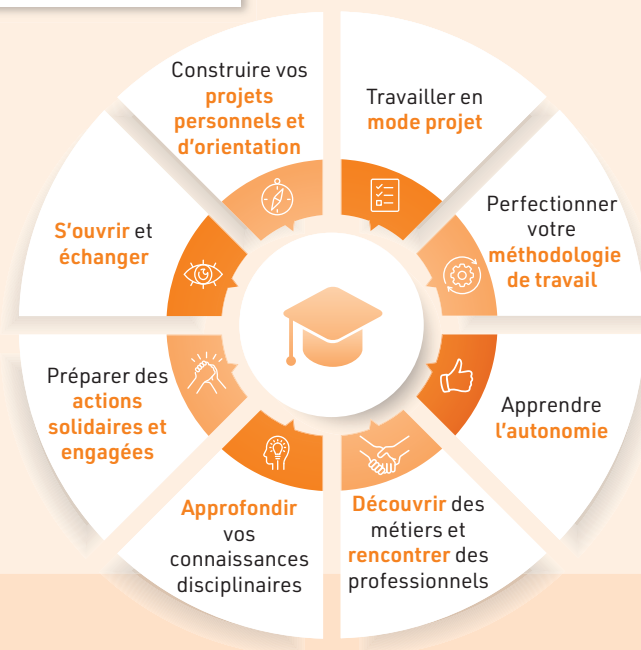 Construire vos
projets
personnels et
d'orientation
Travailler en
mode projet
Perfectionner
votre
méthodologie
de travail
Apprendre
l'autonomie
Découvrir des
métiers et
rencontrer des
professionnels
Approfondir
vos
connaissances
disciplinaires
Préparer des
actions
solidaires et
engagées
S'ouvrir et
échanger